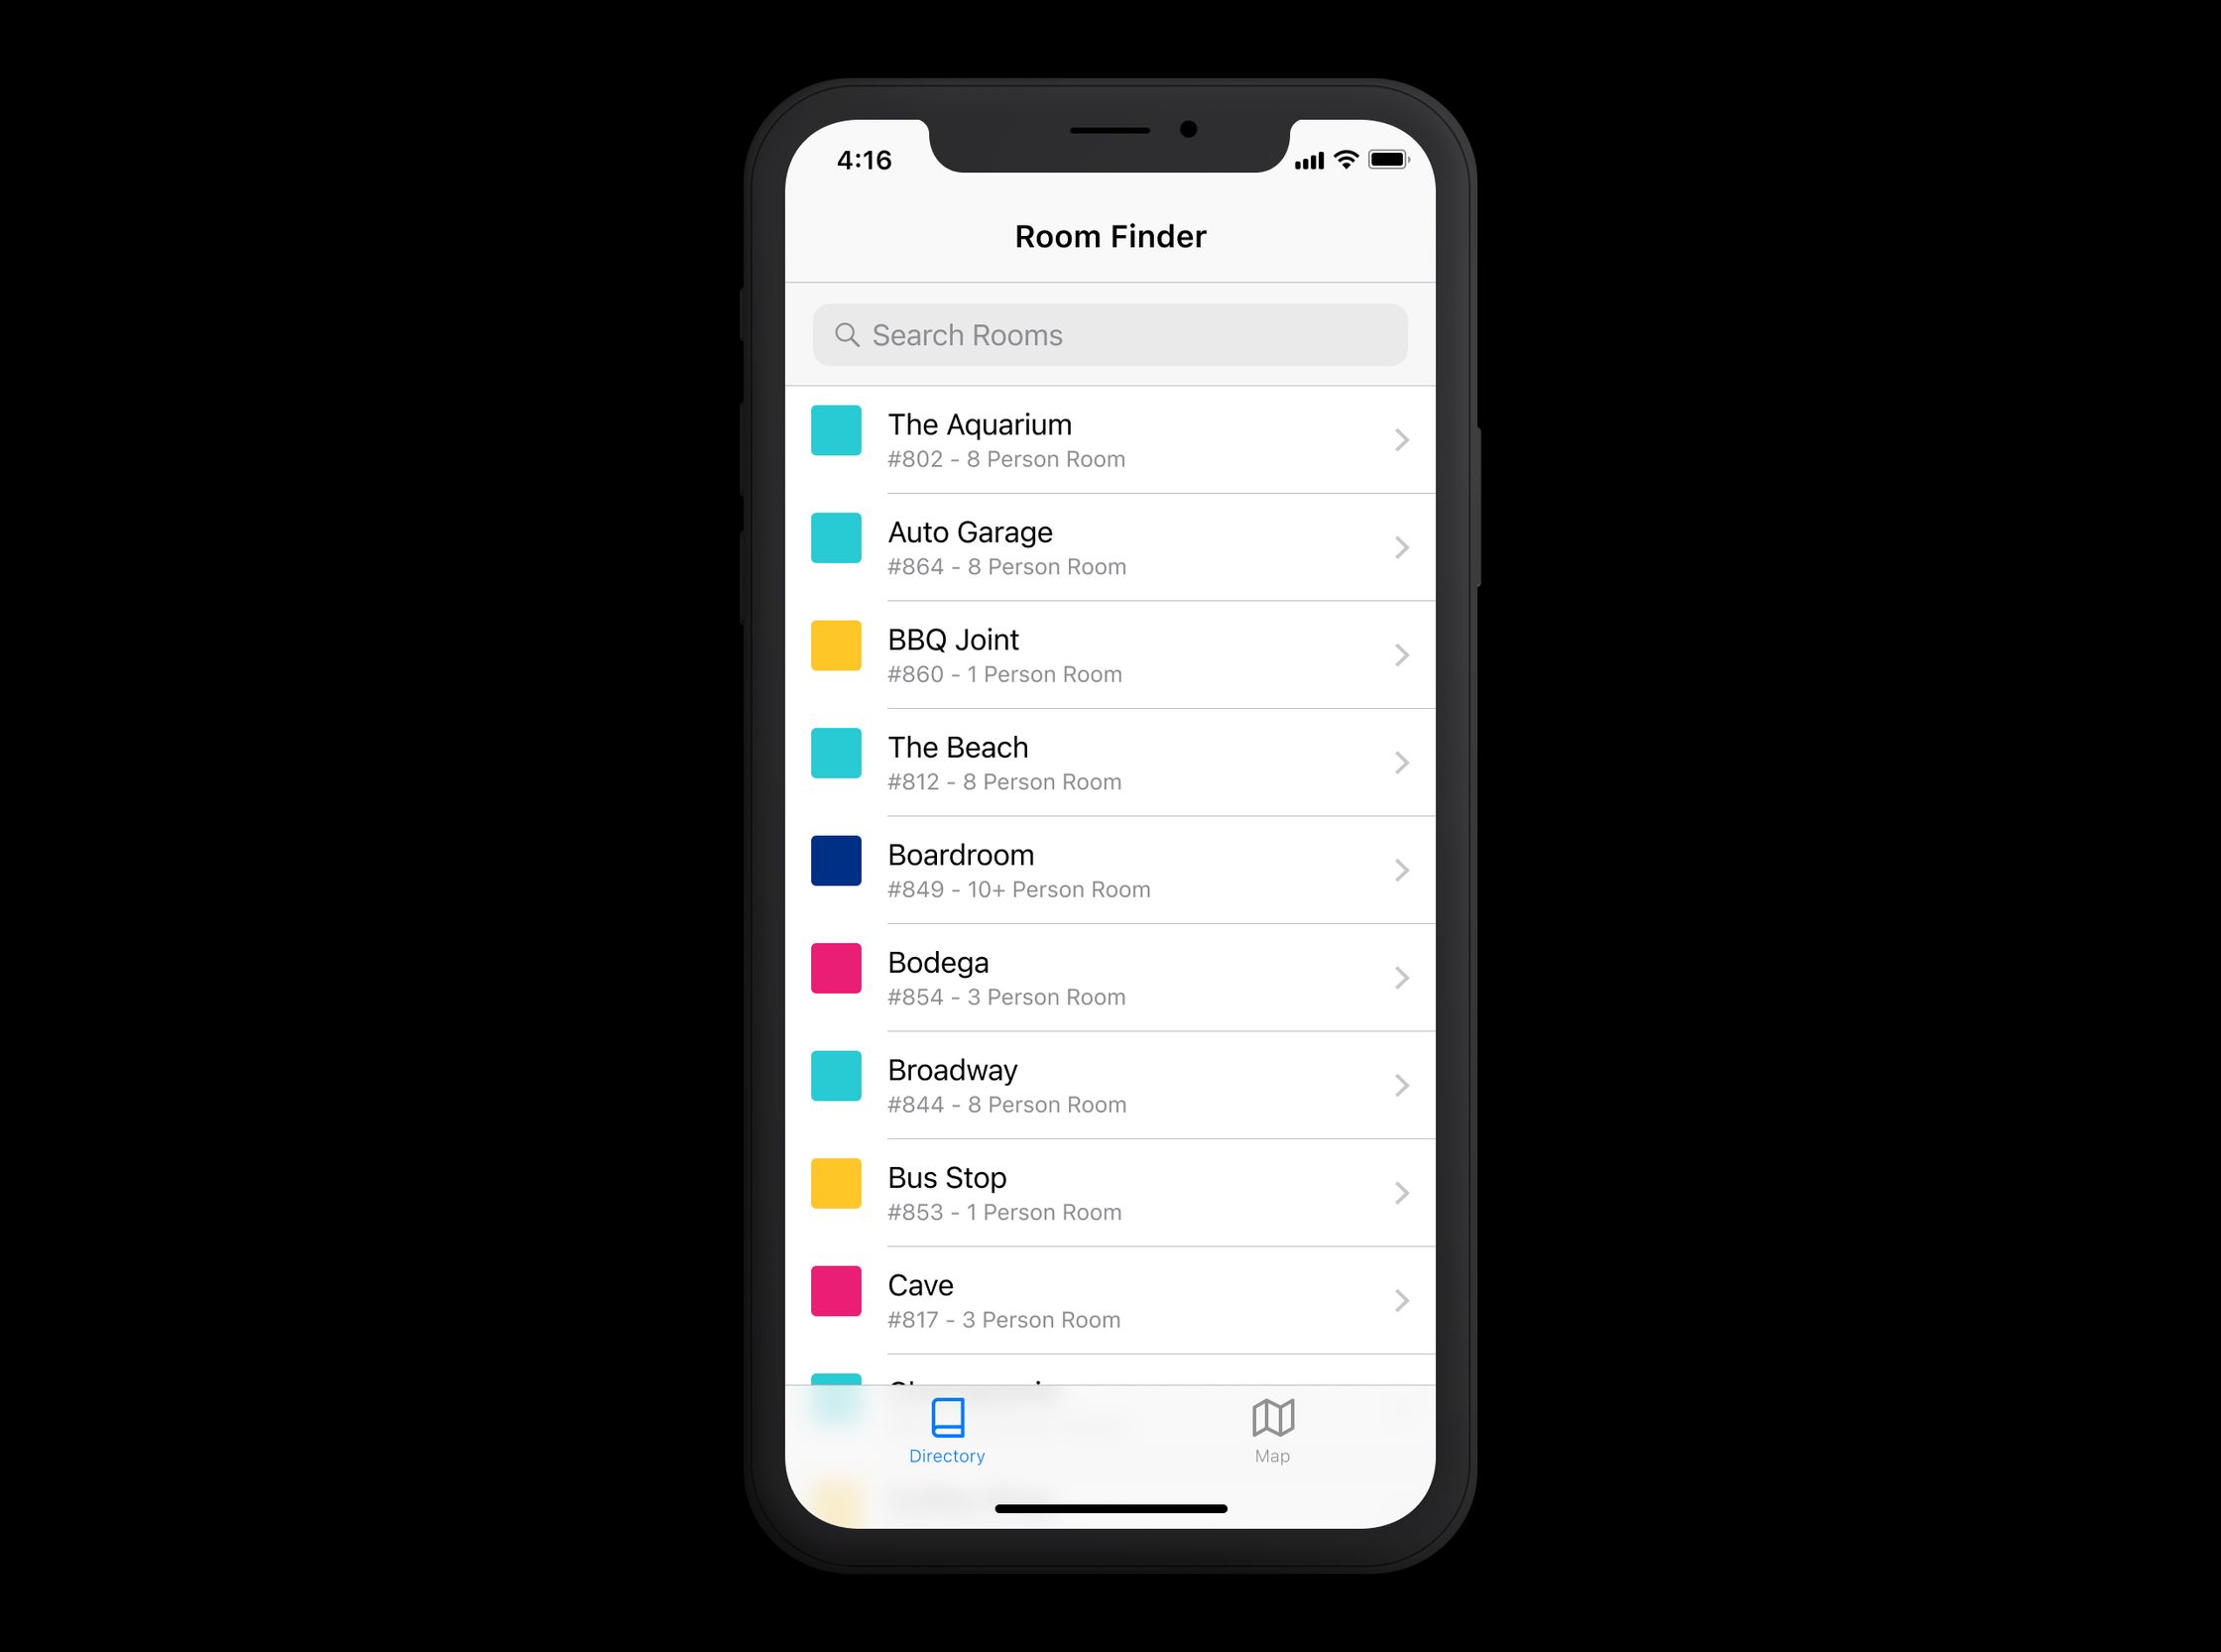 4:16
Room Finder
Search Rooms
The Aquarium
#802 - 8 Person Room
Auto Garage
#864 - 8 Person Room
BBQ Joint
#860 - 1 Person Room
The Beach
#812 - 8 Person Room
Boardroom
#849 - 10+ Person Room
Bodega
#854 - 3 Person Room
Broadway
#844 - 8 Person Room
Bus Stop
#853 - 1 Person Room
Cave
#817 - 3 Person Room
Directory
Map